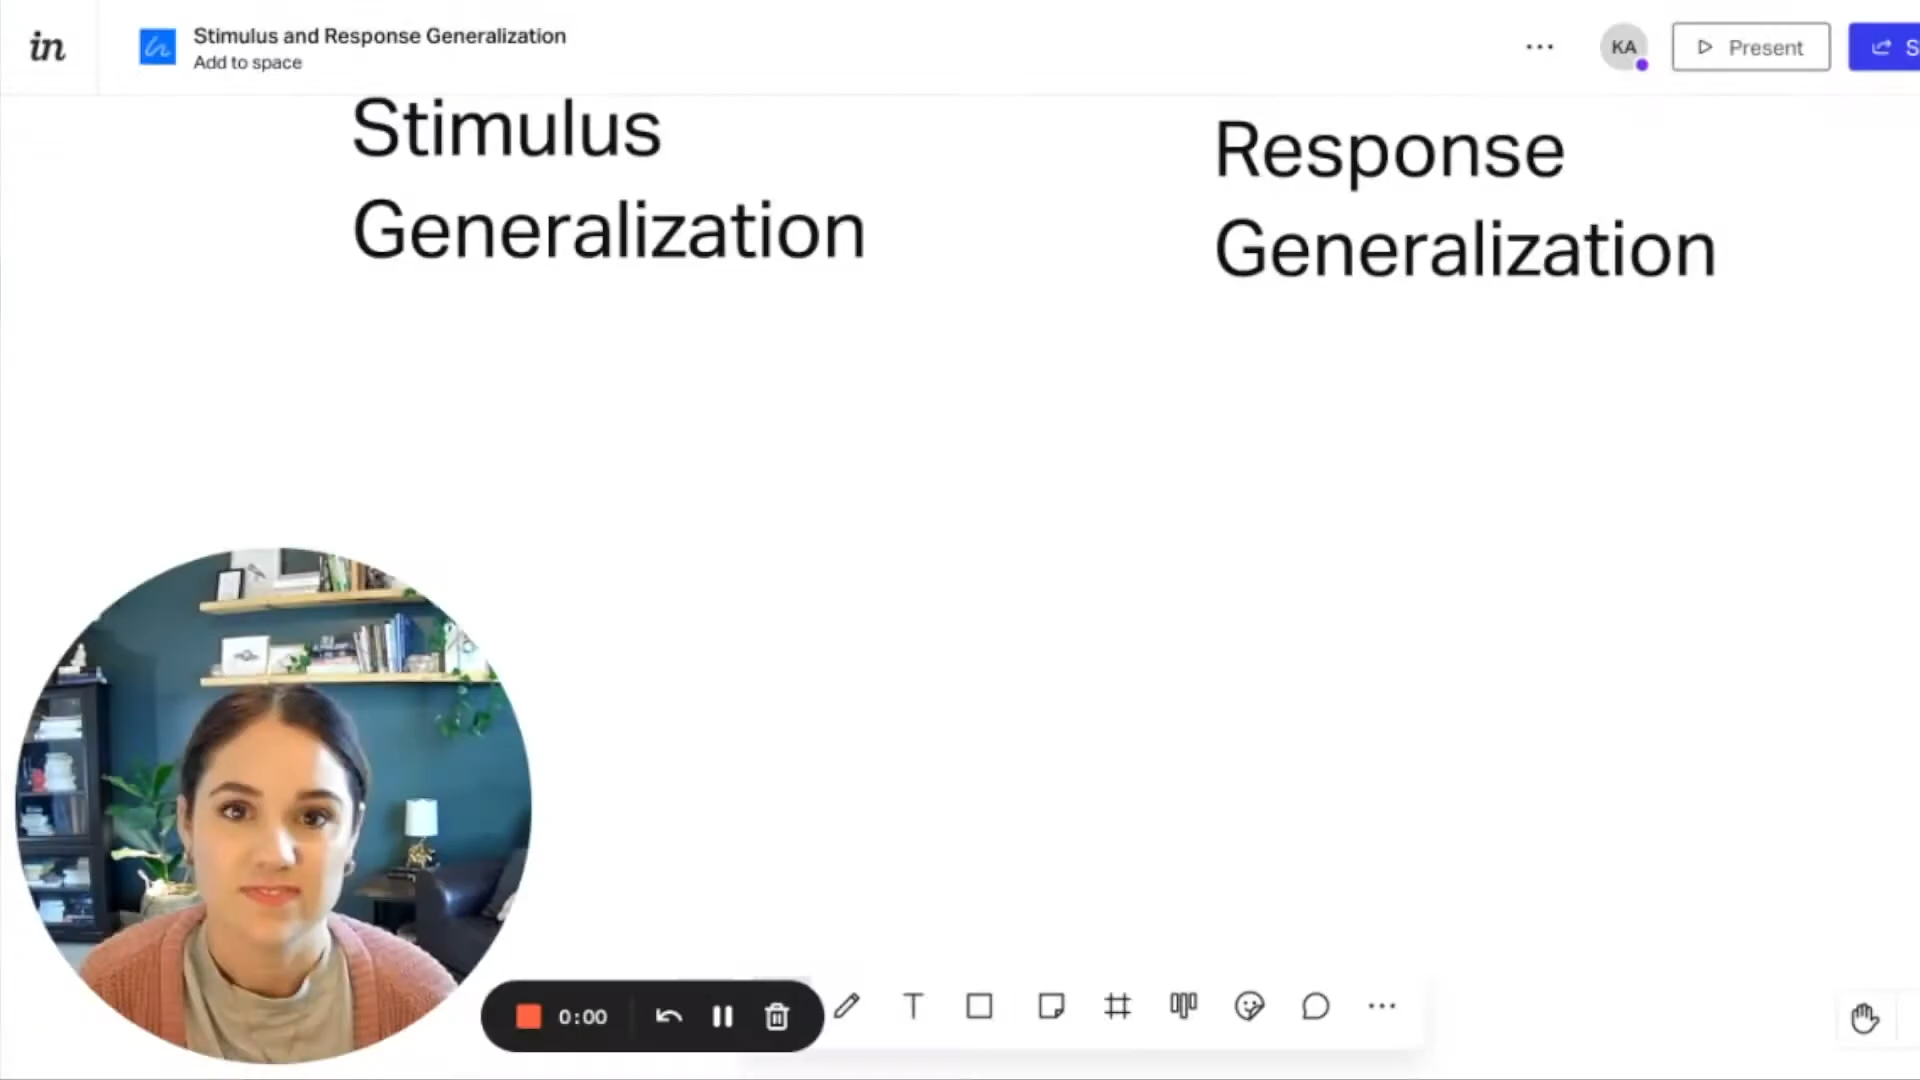 in
Stimulus and Response Generalization
Add to space
KA
Present
S
Stimulus
Generalization
Response
Generalization
0:00